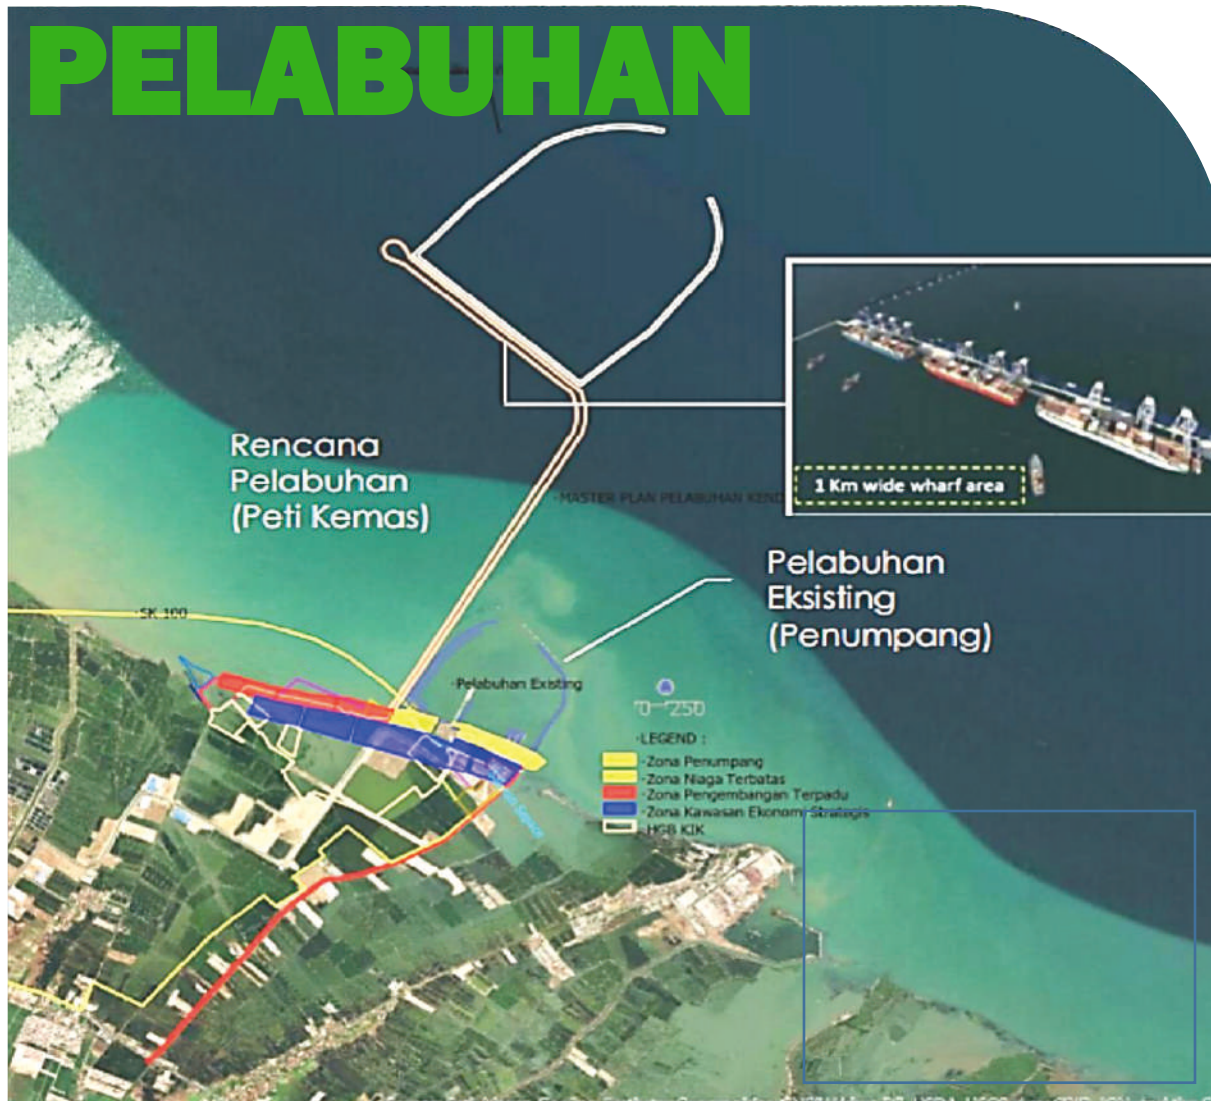 PELABUHAN
Rencana
Pelabuhan
(Peti Kemas)
-MASTER PLAN PELABUHAN KEND
1 Km wide wharf area
Pelabuhan
Eksisting
(Penumpang)
-SK 100
-Pelabuhan Existing
0 250
-LEGEND :
-Zona Penumpang
-Zona Niaga Terbatas
-Zona Pengembangan Terpadu
-Zona Kawasan Ekonomi Strategis
-HGB KIK